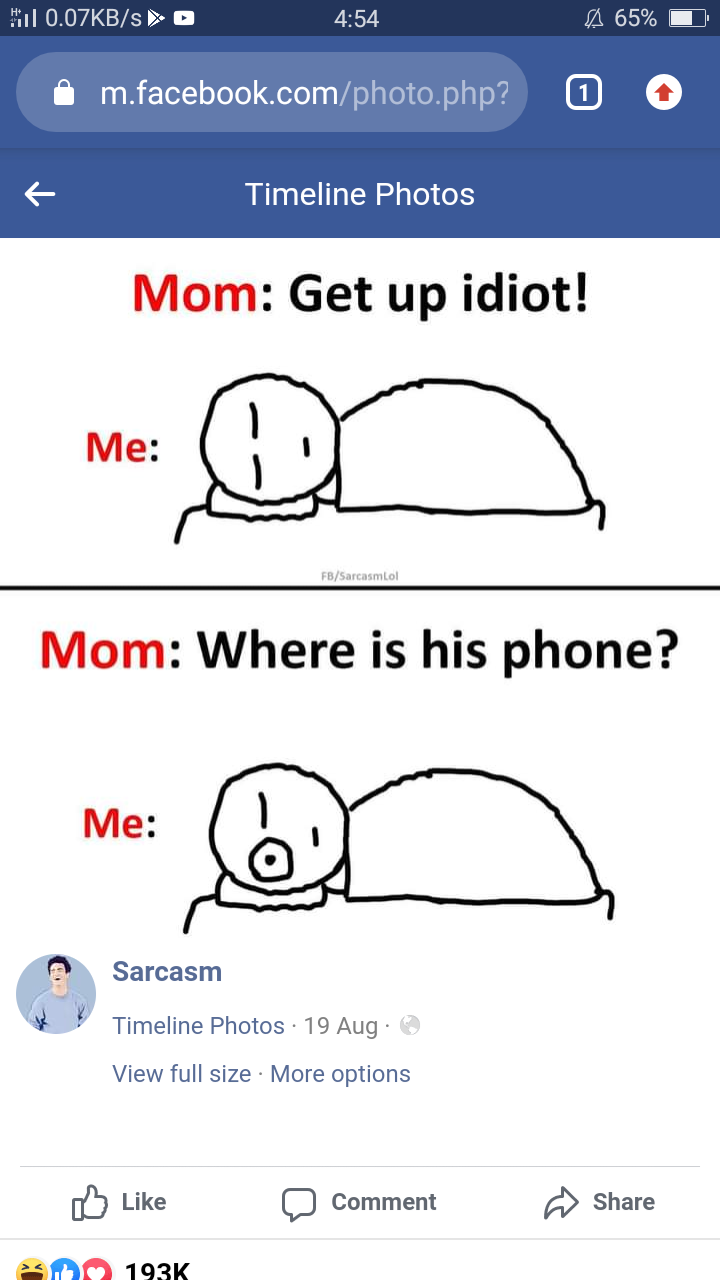 0.07KB/s 4:54 65%
m.facebook.com/photo.php?
1
Timeline Photos
Mom: Get up idiot!
Me:
FB/SarcasmLol
Mom: Where is his phone?
Me:
Sarcasm
Timeline Photos · 19 Aug ·
View full size · More options
Like Comment Share
193K